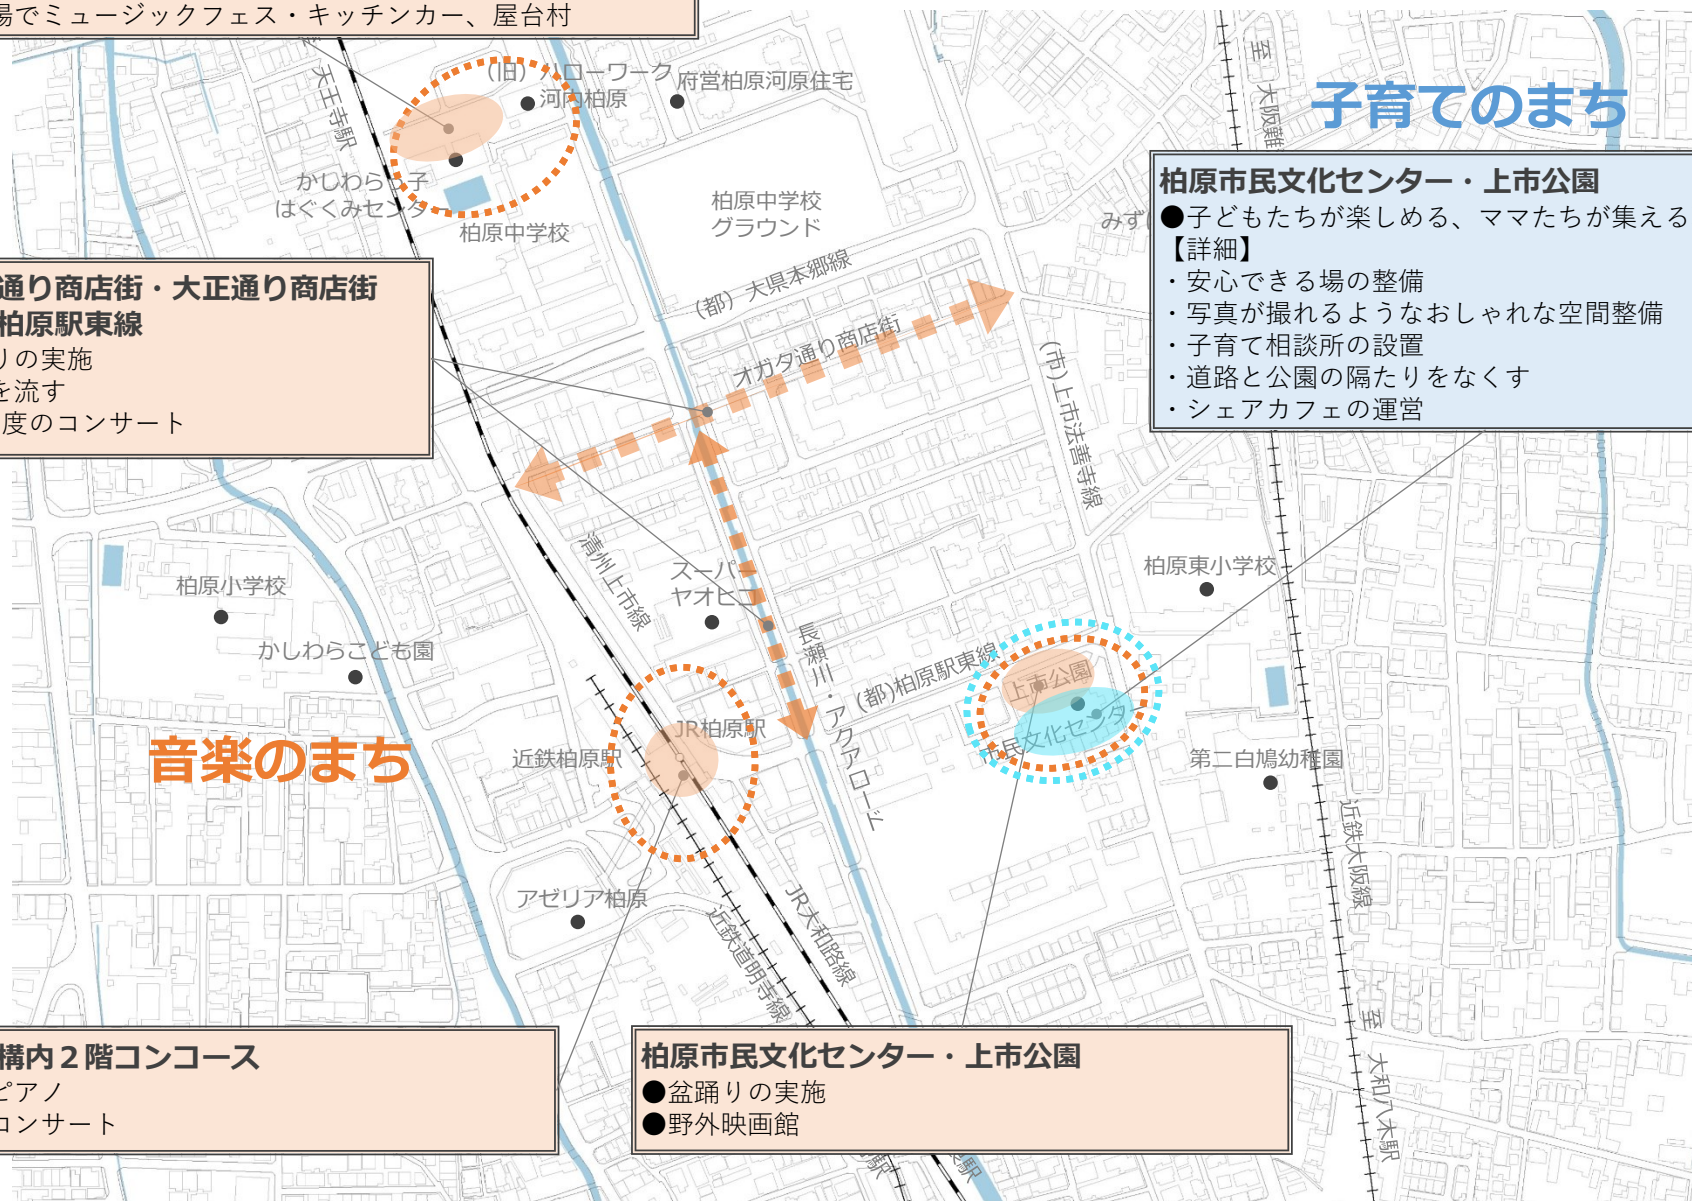 場でミュージックフェス・キッチンカー、屋台村
子育てのまち
柏原市民文化センター・上市公園
●子どもたちが楽しめる、ママたちが集える
【詳細】
・安心できる場の整備
・写真が撮れるようなおしゃれな空間整備
・子育て相談所の設置
・道路と公園の隔たりをなくす
・シェアカフェの運営
天王寺駅
(旧) ハローワーク
河内柏原
府営柏原河原住宅
至 大阪難
かしわらっ子
はぐくみセンター
柏原中学校
柏原中学校
グラウンド
みずほ
通り商店街・大正通り商店街
柏原駅東線
りの実施
を流す
度のコンサート
(都) 大県本郷線
オガタ通り商店街
(市)上市法善寺線
清州上市線
スーパー
ヤオヒコ
柏原小学校
かしわらこども園
柏原東小学校
長瀬川・アクアロード
(都)柏原駅東線
上市公園
市民文化センター
JR柏原駅
近鉄柏原駅
音楽のまち
第二白鳩幼稚園
アゼリア柏原
近鉄道明寺線
JR大和路線
近鉄大阪線
至 大和八木駅
構内２階コンコース
ピアノ
コンサート
柏原市民文化センター・上市公園
●盆踊りの実施
●野外映画館
駅
駅